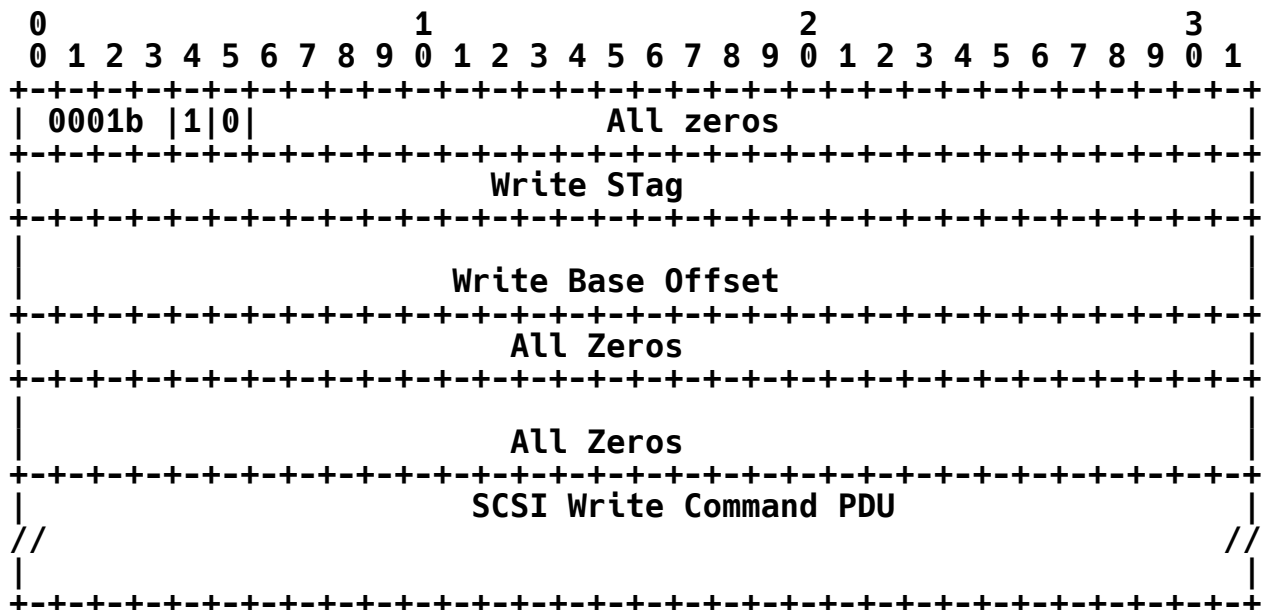 0                   1                   2                   3
 0 1 2 3 4 5 6 7 8 9 0 1 2 3 4 5 6 7 8 9 0 1 2 3 4 5 6 7 8 9 0 1
+-+-+-+-+-+-+-+-+-+-+-+-+-+-+-+-+-+-+-+-+-+-+-+-+-+-+-+-+-+-+-+-+
| 0001b |1|0|                  All zeros                        |
+-+-+-+-+-+-+-+-+-+-+-+-+-+-+-+-+-+-+-+-+-+-+-+-+-+-+-+-+-+-+-+-+
|                        Write STag                             |
+-+-+-+-+-+-+-+-+-+-+-+-+-+-+-+-+-+-+-+-+-+-+-+-+-+-+-+-+-+-+-+-+
|                                                               |
|                      Write Base Offset                        |
+-+-+-+-+-+-+-+-+-+-+-+-+-+-+-+-+-+-+-+-+-+-+-+-+-+-+-+-+-+-+-+-+
|                         All Zeros                             |
+-+-+-+-+-+-+-+-+-+-+-+-+-+-+-+-+-+-+-+-+-+-+-+-+-+-+-+-+-+-+-+-+
|                                                               |
|                         All Zeros                             |
+-+-+-+-+-+-+-+-+-+-+-+-+-+-+-+-+-+-+-+-+-+-+-+-+-+-+-+-+-+-+-+-+
|                       SCSI Write Command PDU                  |
//                                                             //
|                                                               |
+-+-+-+-+-+-+-+-+-+-+-+-+-+-+-+-+-+-+-+-+-+-+-+-+-+-+-+-+-+-+-+-+